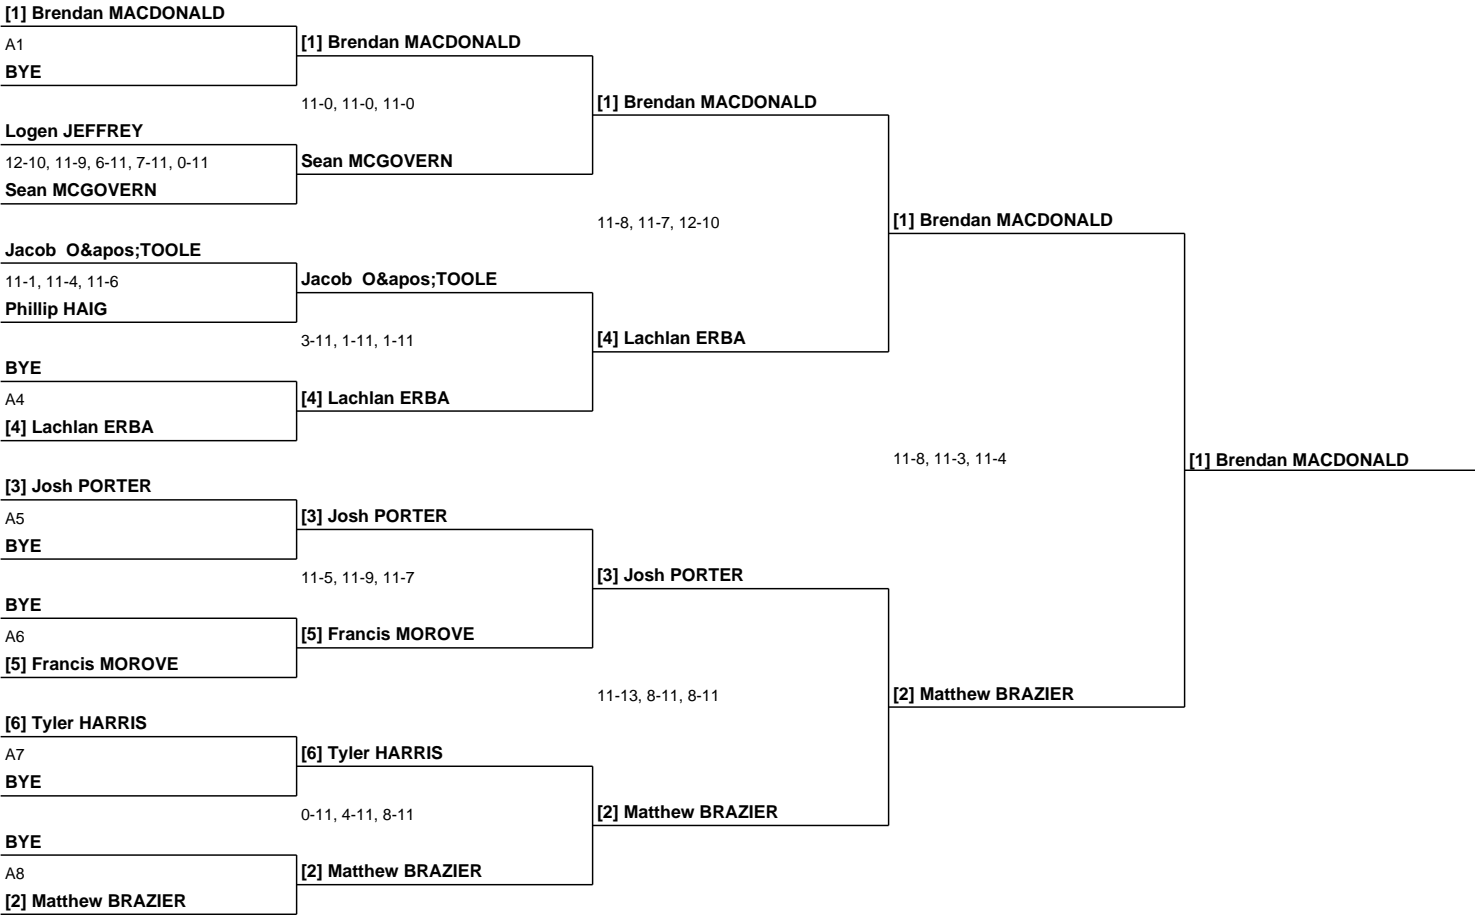 [1] Brendan MACDONALD
A1
BYE
Logen JEFFREY
12-10, 11-9, 6-11, 7-11, 0-11
Sean MCGOVERN
Jacob  O&apos;TOOLE
11-1, 11-4, 11-6
Phillip HAIG
BYE
A4
[4] Lachlan ERBA
[3] Josh PORTER
A5
BYE
BYE
A6
[5] Francis MOROVE
[6] Tyler HARRIS
A7
BYE
BYE
A8
[2] Matthew BRAZIER
[1] Brendan MACDONALD
11-0, 11-0, 11-0
Sean MCGOVERN
Jacob  O&apos;TOOLE
3-11, 1-11, 1-11
[4] Lachlan ERBA
[3] Josh PORTER
11-5, 11-9, 11-7
[5] Francis MOROVE
[6] Tyler HARRIS
0-11, 4-11, 8-11
[2] Matthew BRAZIER
[1] Brendan MACDONALD
11-8, 11-7, 12-10
[4] Lachlan ERBA
[3] Josh PORTER
11-13, 8-11, 8-11
[2] Matthew BRAZIER
[1] Brendan MACDONALD
11-8, 11-3, 11-4
[2] Matthew BRAZIER
[1] Brendan MACDONALD